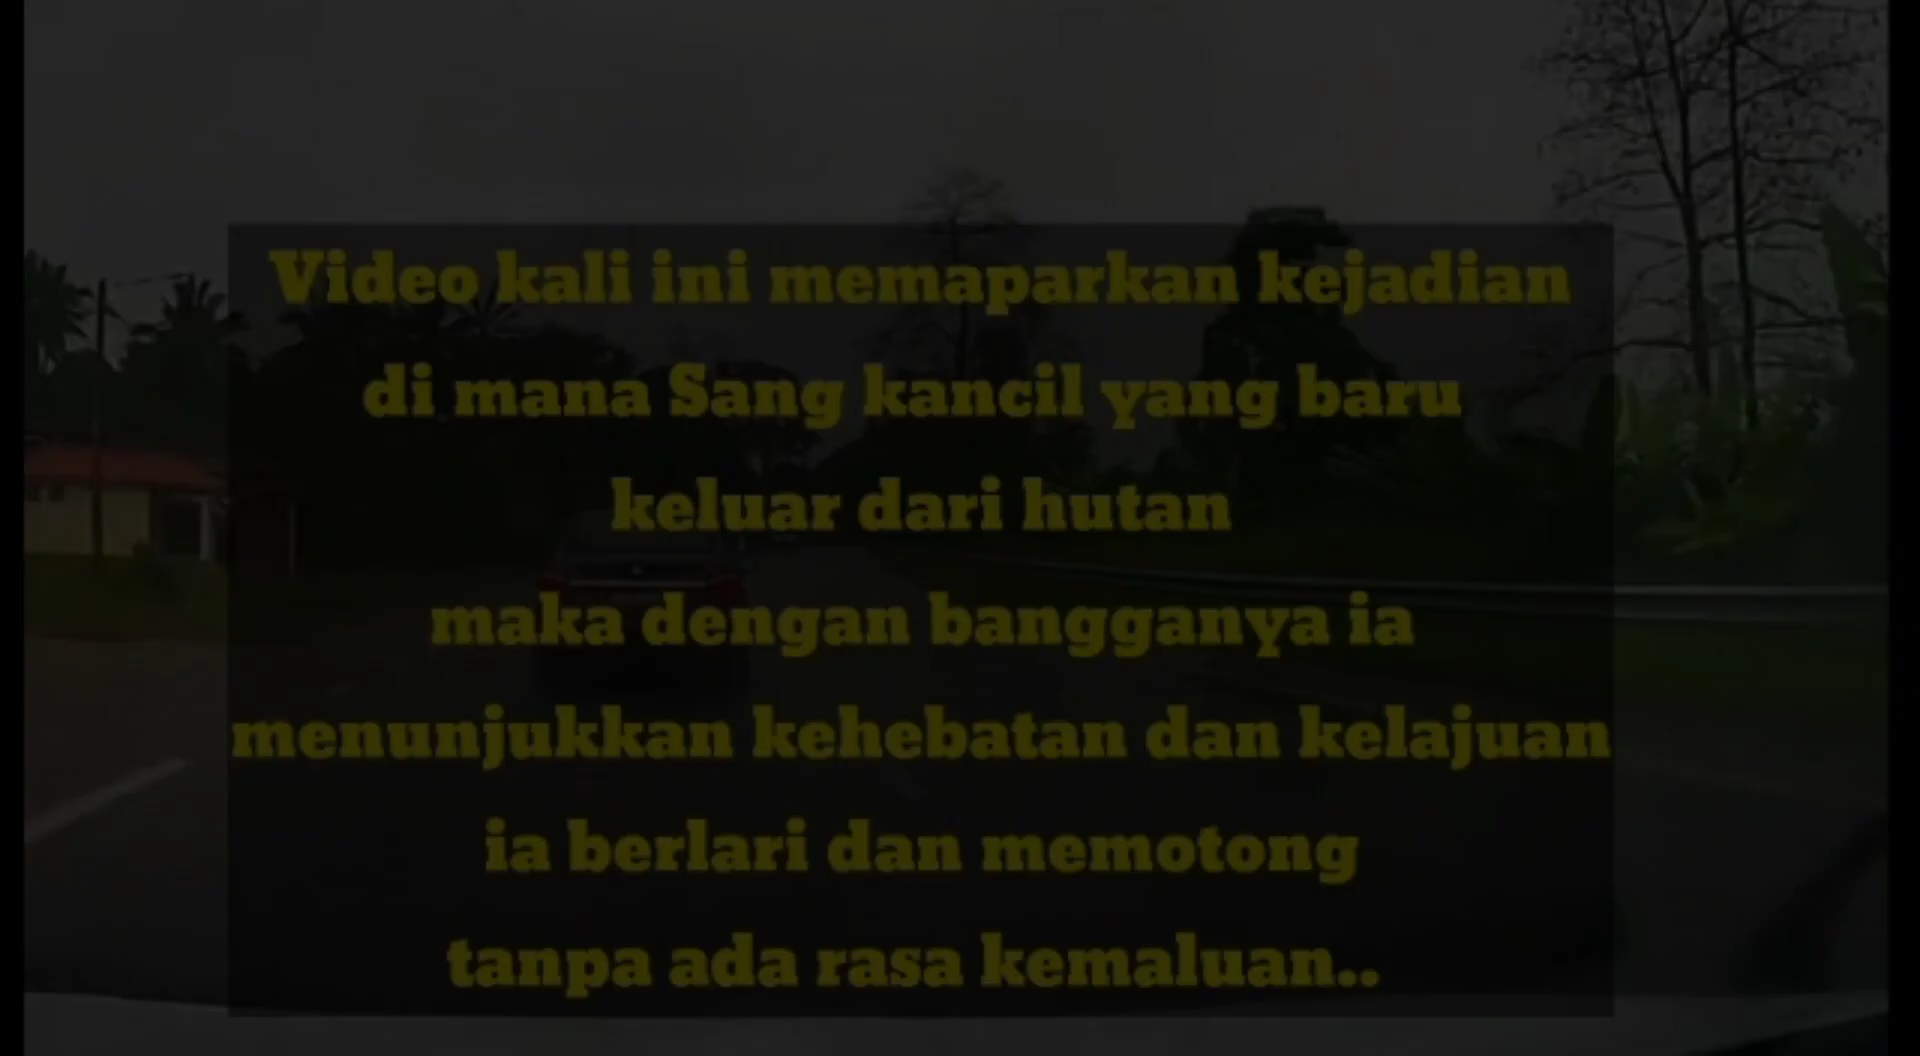 Video kali ini memaparkan kejadian
di mana Sang kancil yang baru
keluar dari hutan
maka dengan bangganya ia
menunjukkan kehebatan dan kelajuan
ia berlari dan memotong
tanpa ada rasa kemaluan..